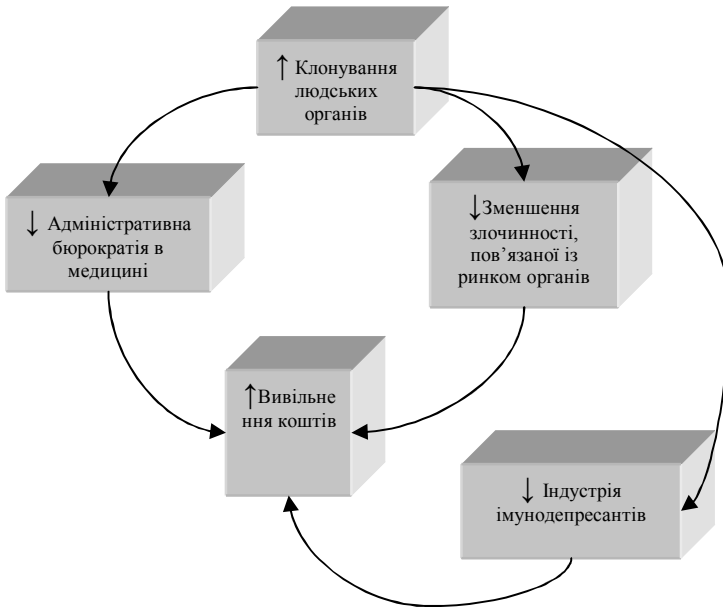 ↑ Клонування
людських
органів
↓ Адміністративна
бюрократія в
медицині
↓Зменшення
злочинності,
пов’язаної із
ринком органів
↑Вивільне
ння коштів
↓ Індустрія
імунодепресантів